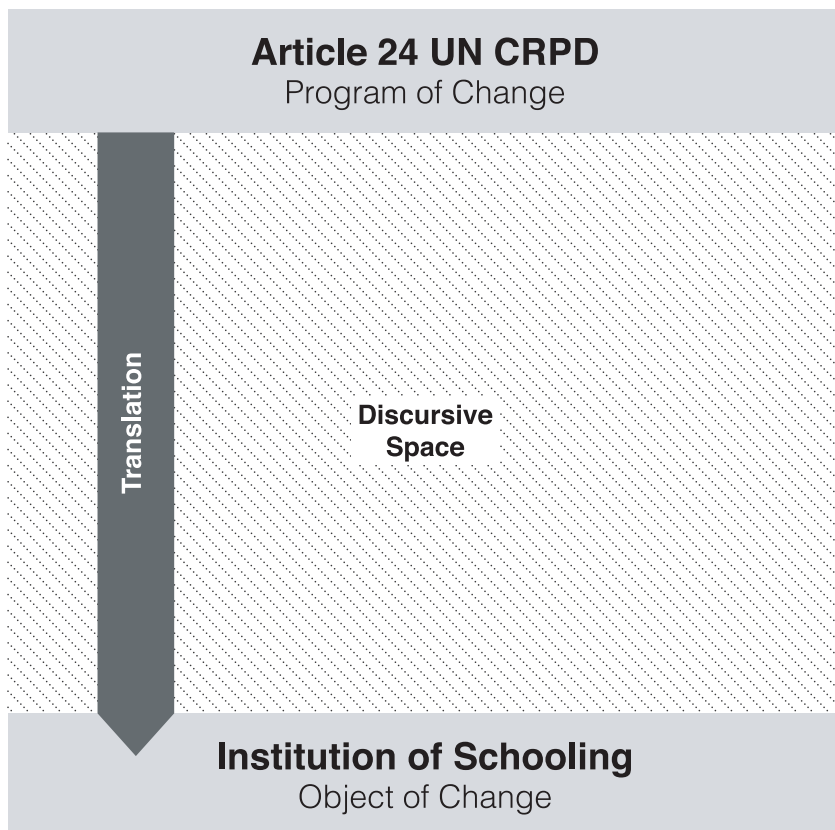 Article 24 UN CRPD
Program of Change
Translation
Discursive
Space
Institution of Schooling
Object of Change